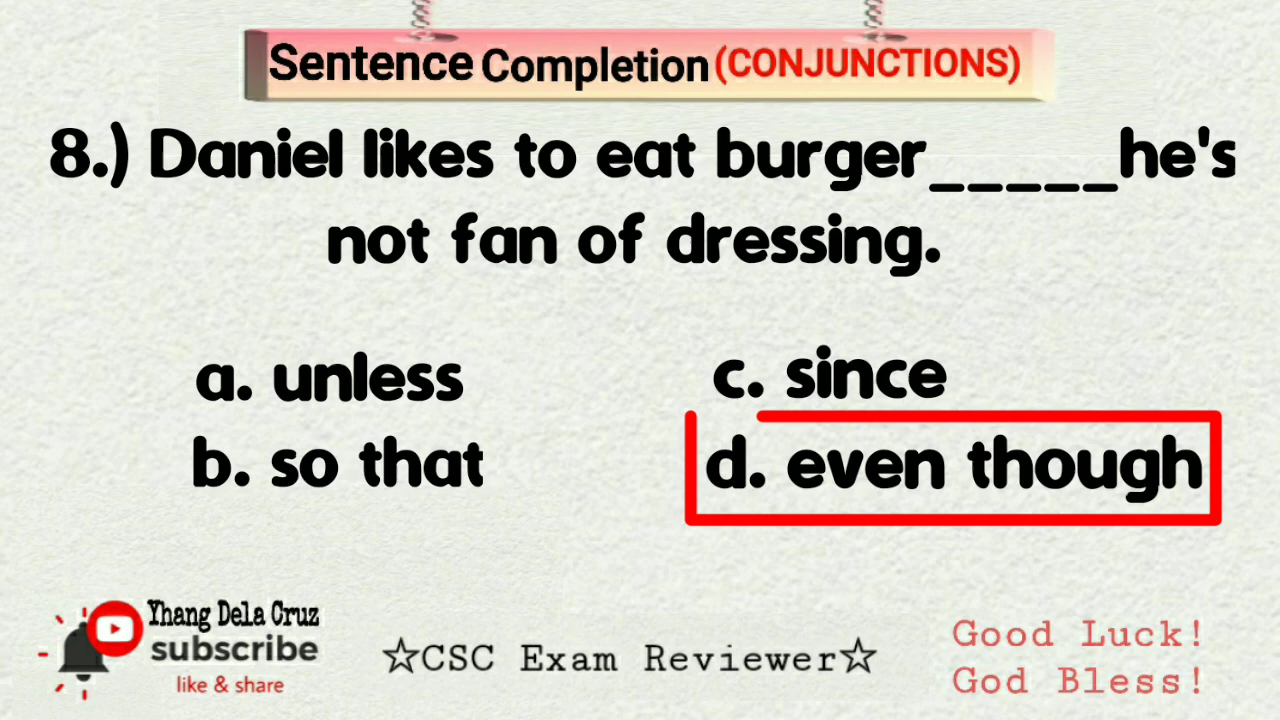 Sentence Completion (CONJUNCTIONS)
8.) Daniel likes to eat burger_____he's
not fan of dressing.
a. unless
c. since
b. so that
d. even though
Yhang Dela Cruz
subscribe
like & share
☆CSC Exam Reviewer☆
Good Luck!
God Bless!